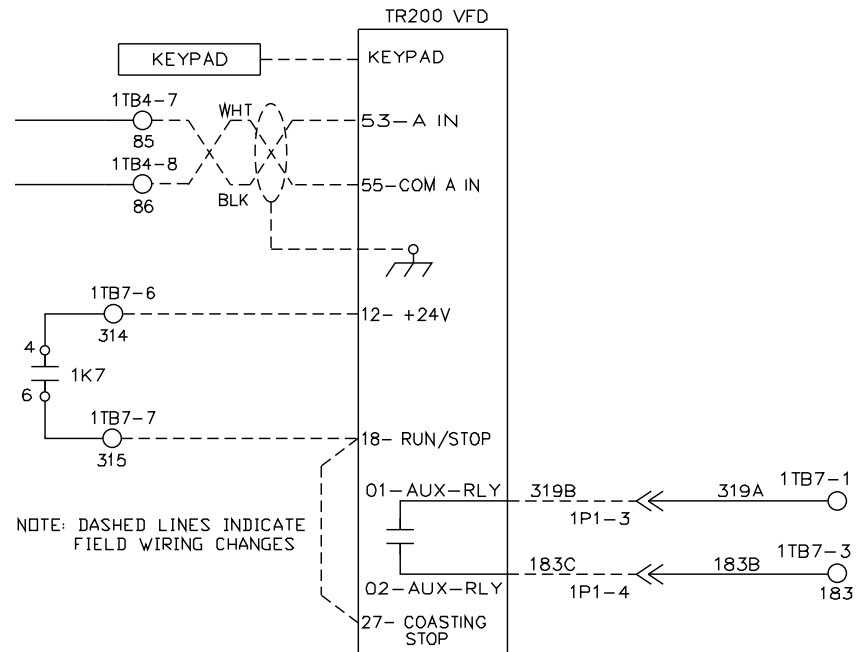 TR200 VFD
KEYPAD
KEYPAD
1TB4-7
WHT
53-A IN
85
1TB4-8
55-COM A IN
BLK
86
1TB7-6
12- +24V
314
4
1K7
6
1TB7-7
18- RUN/STOP
315
01-AUX-RLY
319B
319A
1TB7-1
1P1-3
NOTE: DASHED LINES INDICATE
FIELD WIRING CHANGES
183C
183B
1TB7-3
02-AUX-RLY
1P1-4
183
27- COASTING
STOP